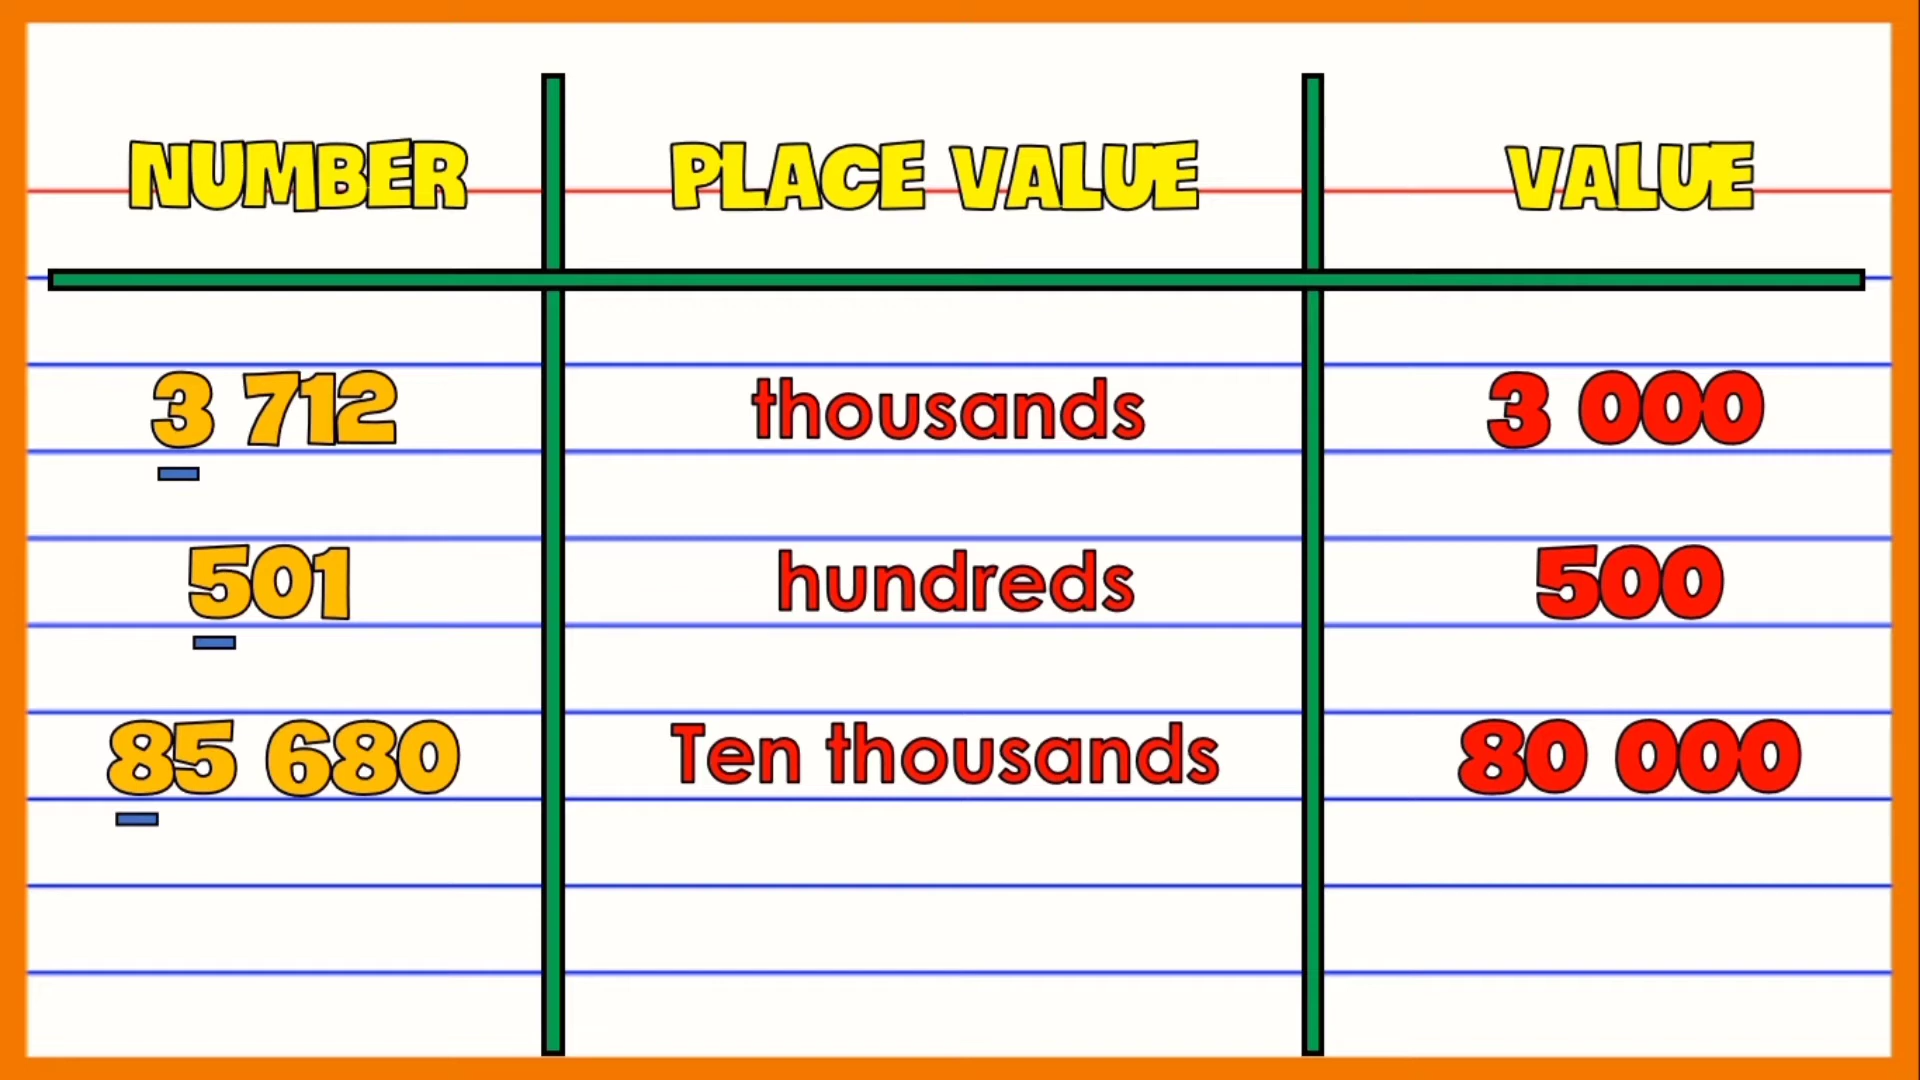 NUMBER PLACE VALUE VALUE
3 712 thousands 3 000
501 hundreds 500
85 680 Ten thousands 80 000